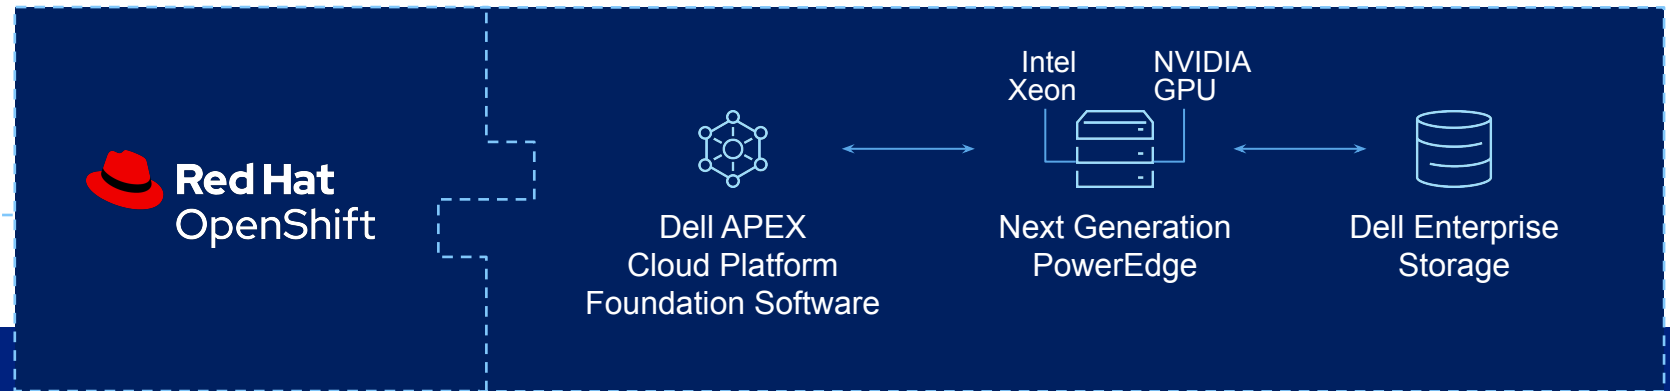 Red Hat
OpenShift
Dell APEX
Cloud Platform
Foundation Software
Intel
Xeon
NVIDIA
GPU
Next Generation
PowerEdge
Dell Enterprise
Storage